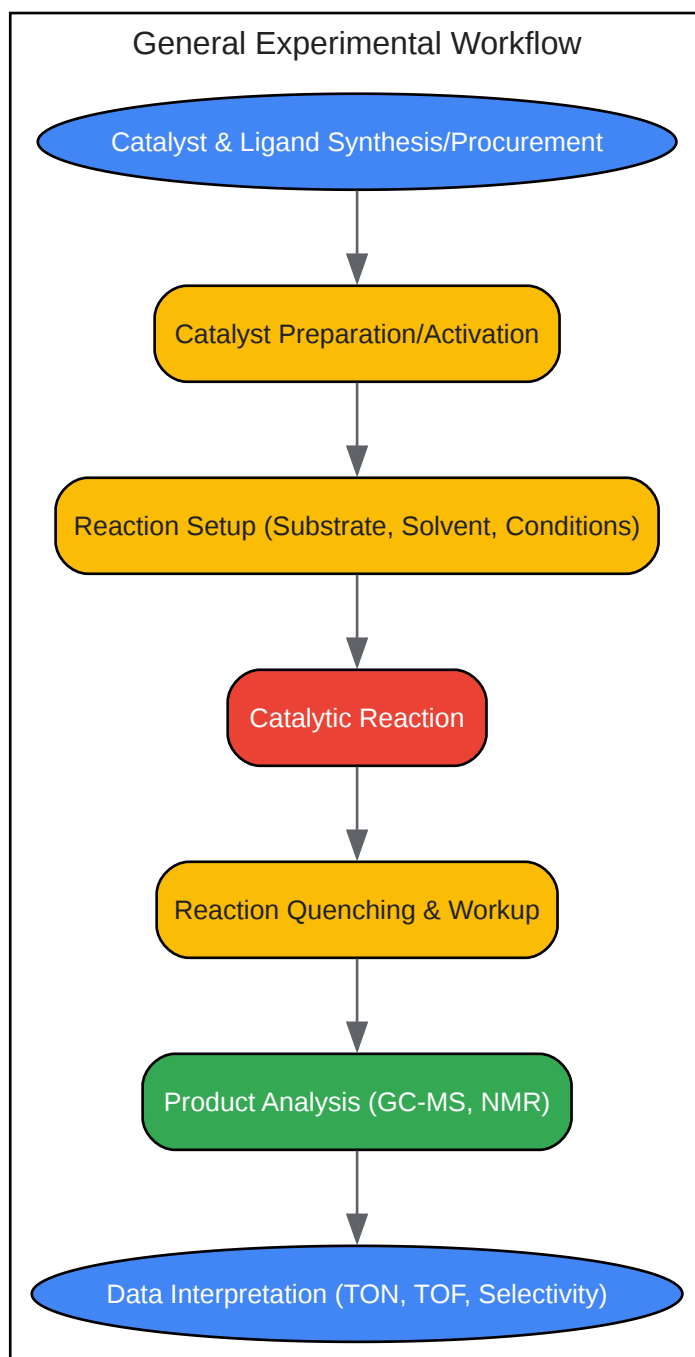 General Experimental Workflow
Catalyst & Ligand Synthesis/Procurement
Catalyst Preparation/Activation
Reaction Setup (Substrate, Solvent, Conditions)
Catalytic Reaction
Reaction Quenching & Workup
Product Analysis (GC-MS, NMR)
Data Interpretation (TON, TOF, Selectivity)